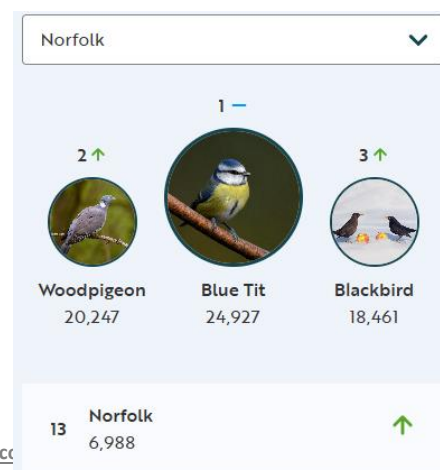 Norfolk
1
2
3
Woodpigeon
Blue Tit
Blackbird
20,247
24,927
18,461
13
Norfolk
6,988